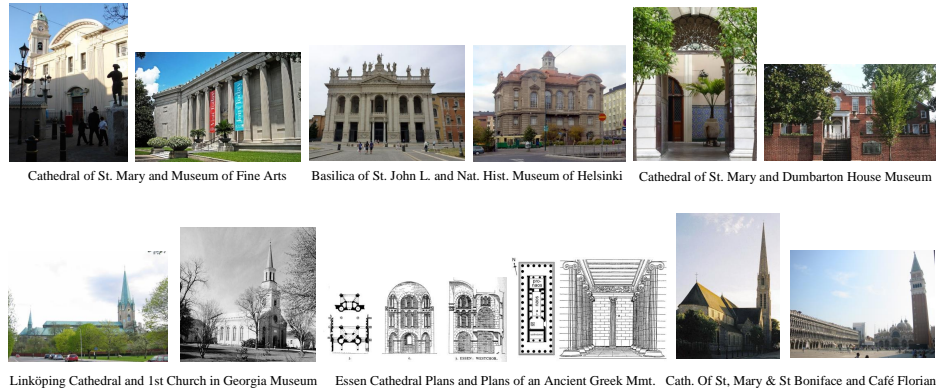 Cathedral of St. Mary and Museum of Fine Arts
Basilica of St. John L. and Nat. Hist. Museum of Helsinki
Cathedral of St. Mary and Dumbarton House Museum
Linköping Cathedral and 1st Church in Georgia Museum
Essen Cathedral Plans and Plans of an Ancient Greek Mmt.
Cath. Of St, Mary & St Boniface and Café Florian